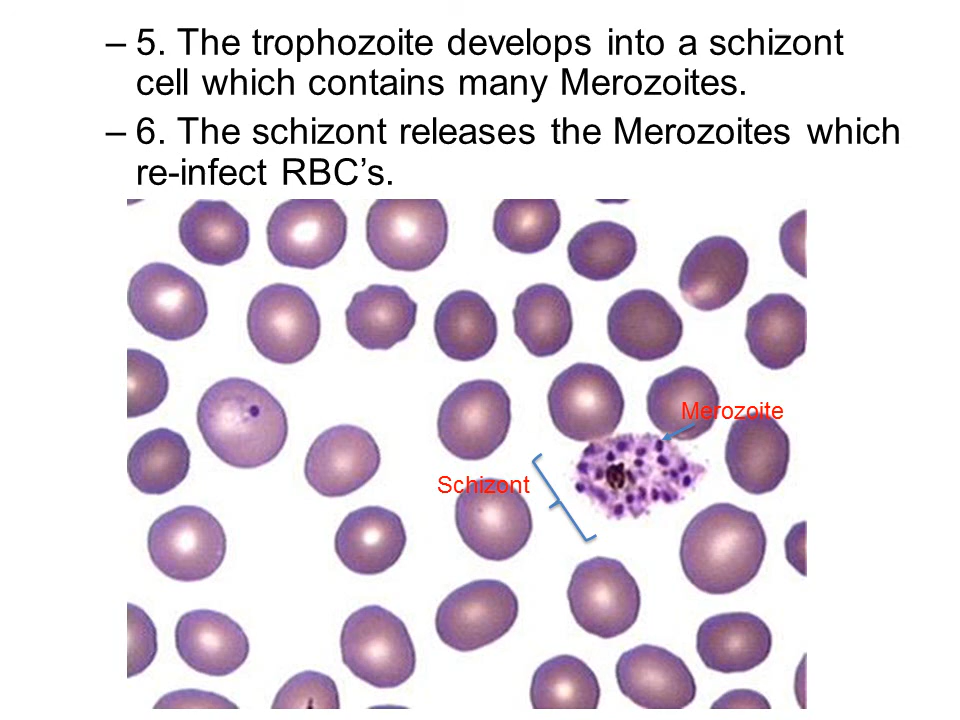 – 5. The trophozoite develops into a schizont
cell which contains many Merozoites.
– 6. The schizont releases the Merozoites which
re-infect RBC’s.
Merozoite
Schizont